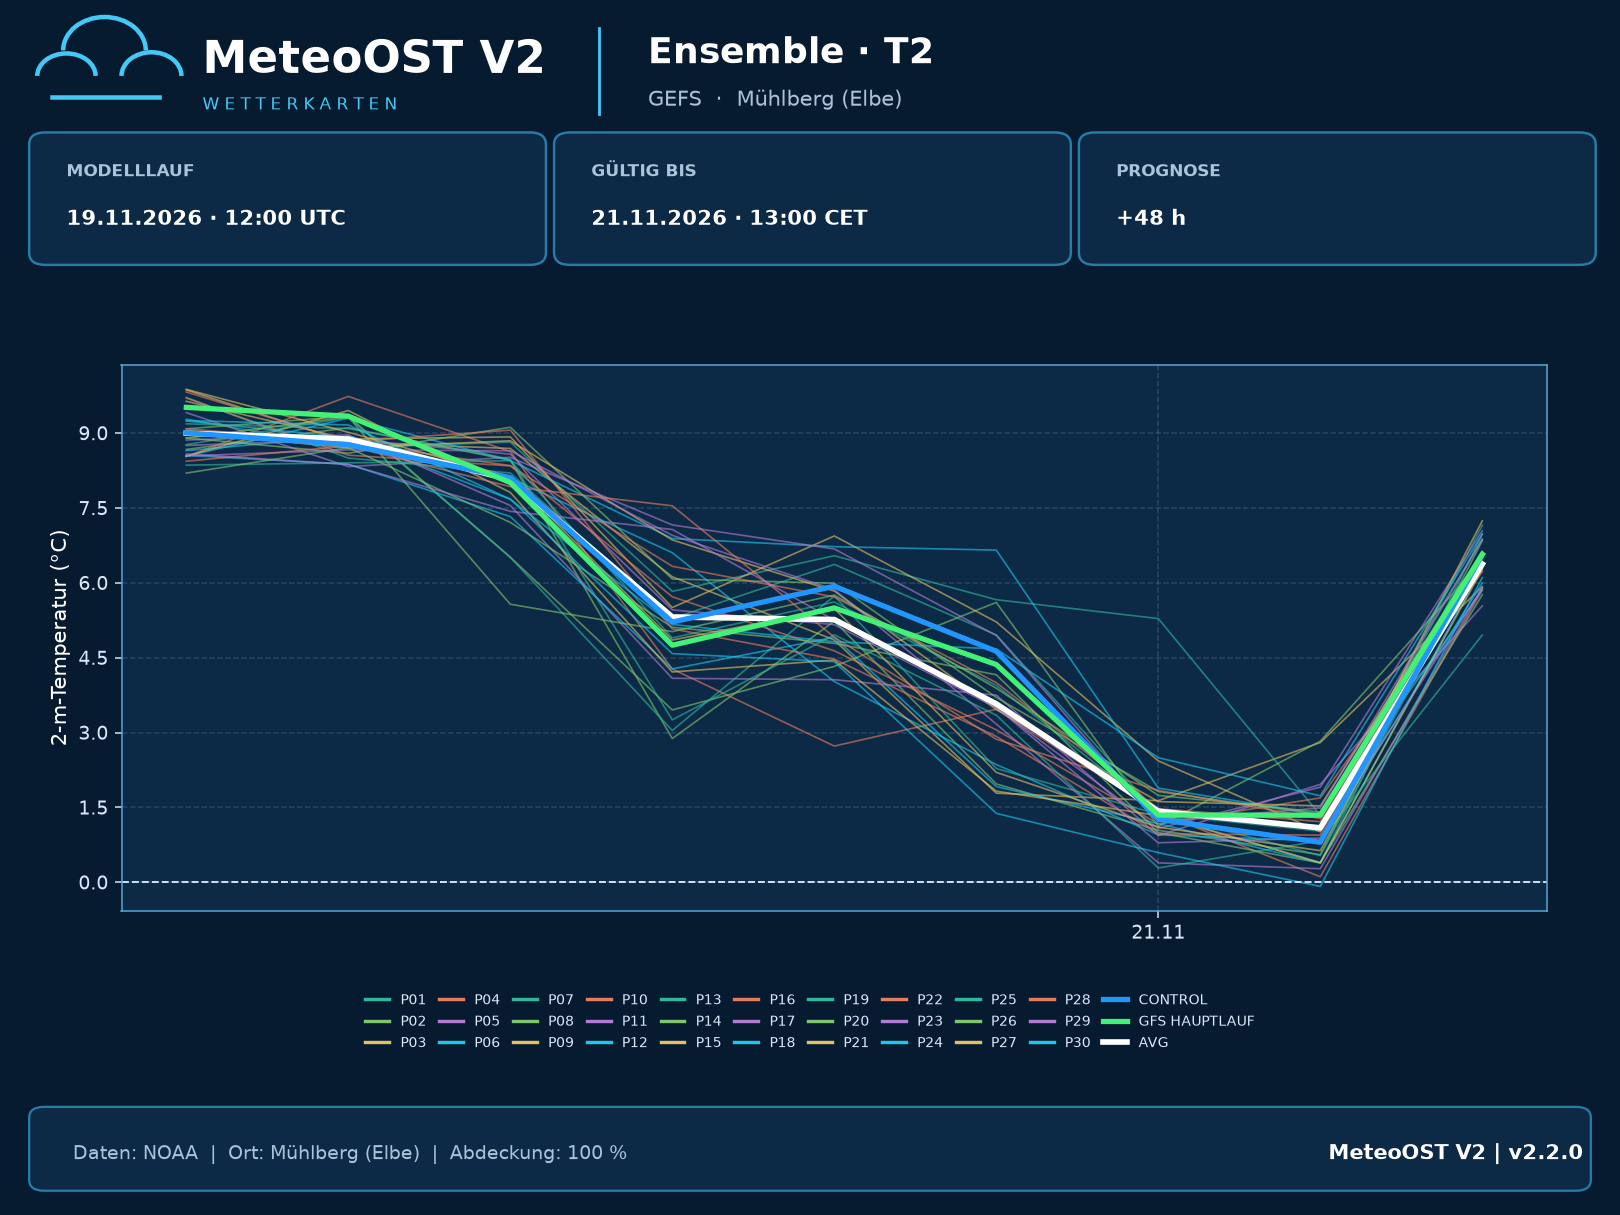 MeteoOST V2
WETTERKARTEN
Ensemble · T2
GEFS · Mühlberg (Elbe)
MODELLLAUF
19.11.2026 · 12:00 UTC
GÜLTIG BIS
21.11.2026 · 13:00 CET
PROGNOSE
+48 h
2-m-Temperatur (°C)
9.0
7.5
6.0
4.5
3.0
1.5
0.0
21.11
P01 P04 P07 P10 P13 P16 P19 P22 P25 P28 CONTROL
P02 P05 P08 P11 P14 P17 P20 P23 P26 P29 GFS HAUPTLAUF
P03 P06 P09 P12 P15 P18 P21 P24 P27 P30 AVG
Daten: NOAA | Ort: Mühlberg (Elbe) | Abdeckung: 100 %
MeteoOST V2 | v2.2.0